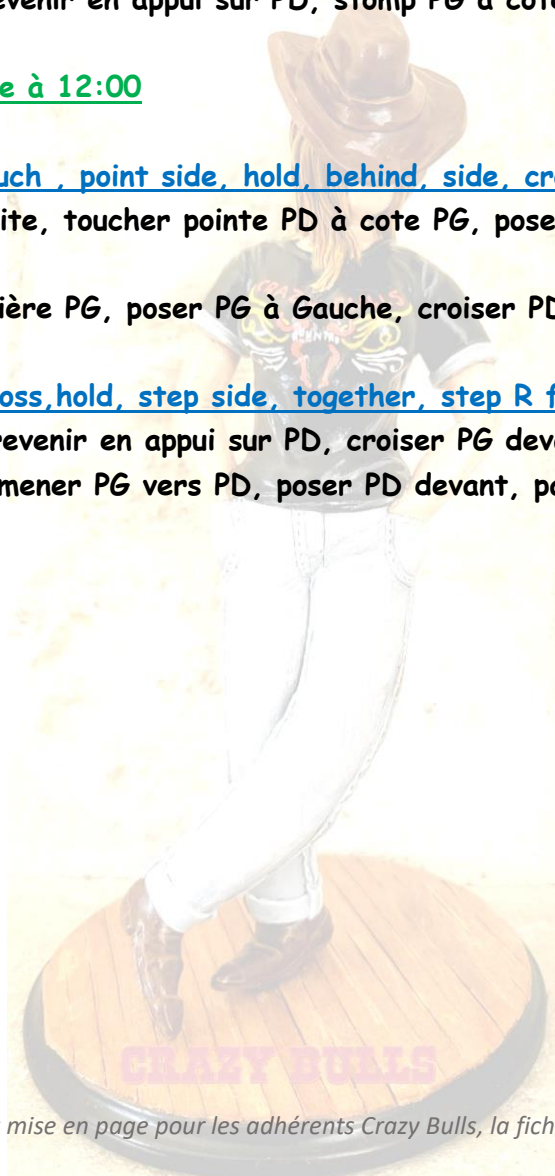 evenir en appui sur PD, stomp PG à cote
e à 12:00
uch , point side, hold, behind, side, cr
ite, toucher pointe PD à cote PG, pose
ière PG, poser PG à Gauche, croiser PD
oss,hold, step side, together, step R f
revenir en appui sur PD, croiser PG dev
mener PG vers PD, poser PD devant, po
CRAZY BULLS
CRAZY BULLS
mise en page pour les adhérents Crazy Bulls, la fich